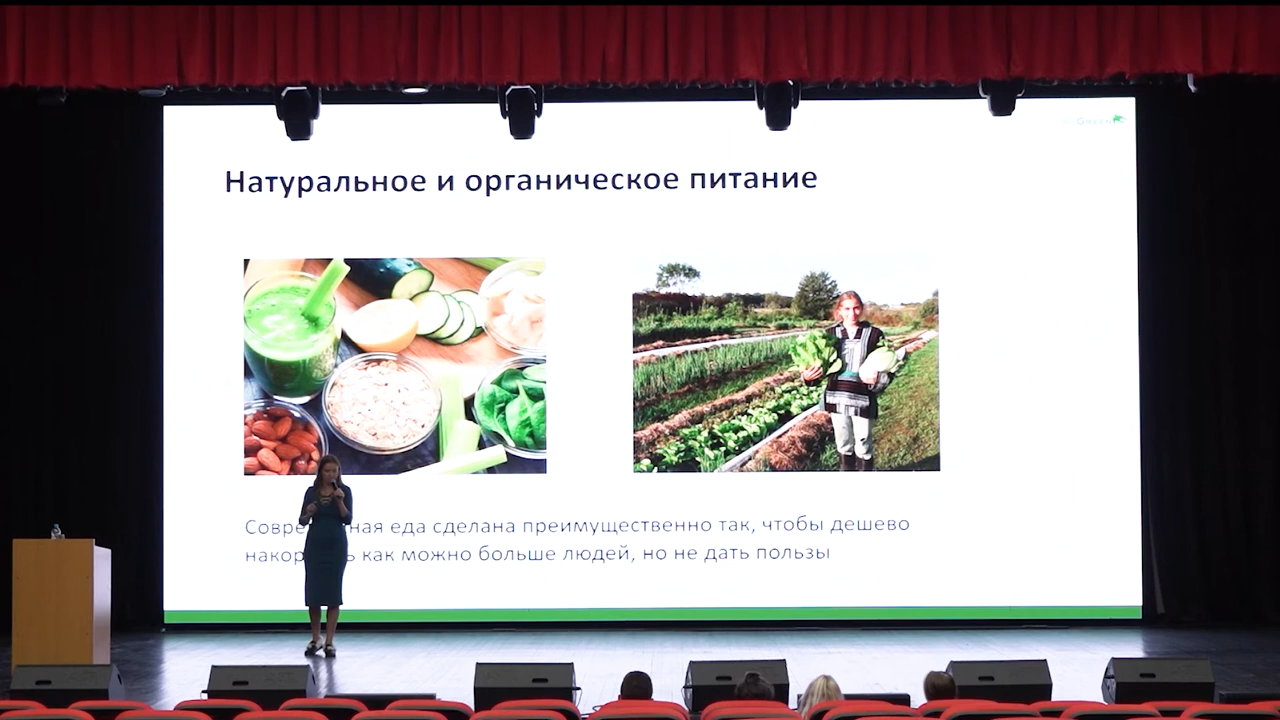 Натуральное и органическое питание
еда сделана преимущественно так, чтобы дешево
как можно больше людей, но не дать пользы